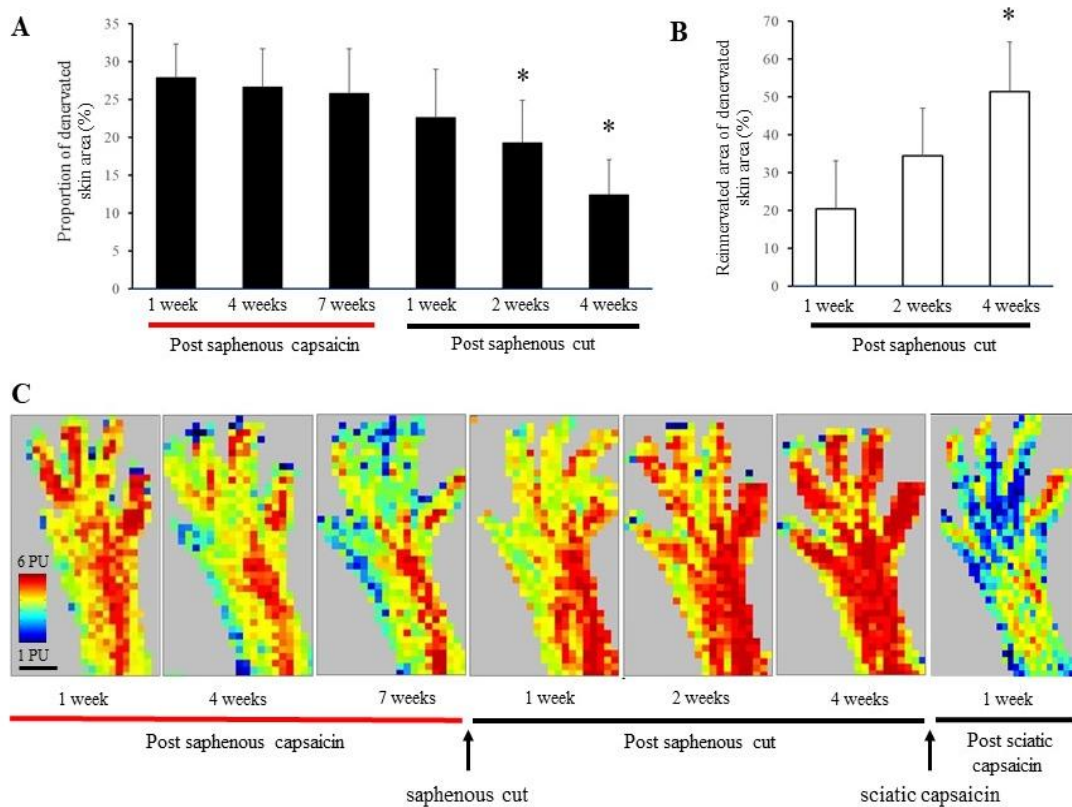 A
Proportion of denervated
skin area (%)
35
30
25
20
15
10
5
0
*
*
1 week 4 weeks 7 weeks 1 week 2 weeks 4 weeks
Post saphenous capsaicin Post saphenous cut
B
Reinnervated area of denervated
skin area (%)
70
60
50
40
30
20
10
0
*
1 week 2 weeks 4 weeks
Post saphenous cut
C
6 PU
1 PU
1 week 4 weeks 7 weeks 1 week 2 weeks 4 weeks 1 week
Post saphenous capsaicin Post saphenous cut Post sciatic
capsaicin
saphenous cut sciatic capsaicin